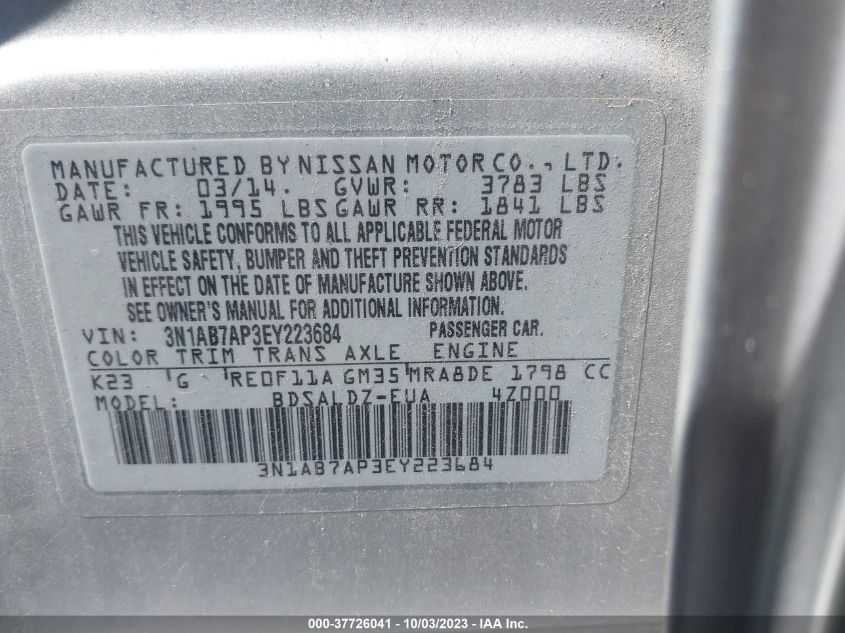 MANUFACTURED BY NISSAN MOTOR CO., LTD.
DATE: 03/14. GVWR: 3783 LBS
GAWR FR: 1995 LBS GAWR RR: 1841 LBS
THIS VEHICLE CONFORMS TO ALL APPLICABLE FEDERAL MOTOR
VEHICLE SAFETY, BUMPER AND THEFT PREVENTION STANDARDS
IN EFFECT ON THE DATE OF MANUFACTURE SHOWN ABOVE.
SEE OWNER'S MANUAL FOR ADDITIONAL INFORMATION.
VIN: 3N1AB7AP3EY223684 PASSENGER CAR.
COLOR TRIM TRANS AXLE ENGINE
K23 G RE0F11A GM35 MRA8DE 1798 CC
MODEL: BDSALDZ-EUA 4Z000
3N1AB7AP3EY223684
000-37726041 - 10/03/2023 - IAA, Inc.